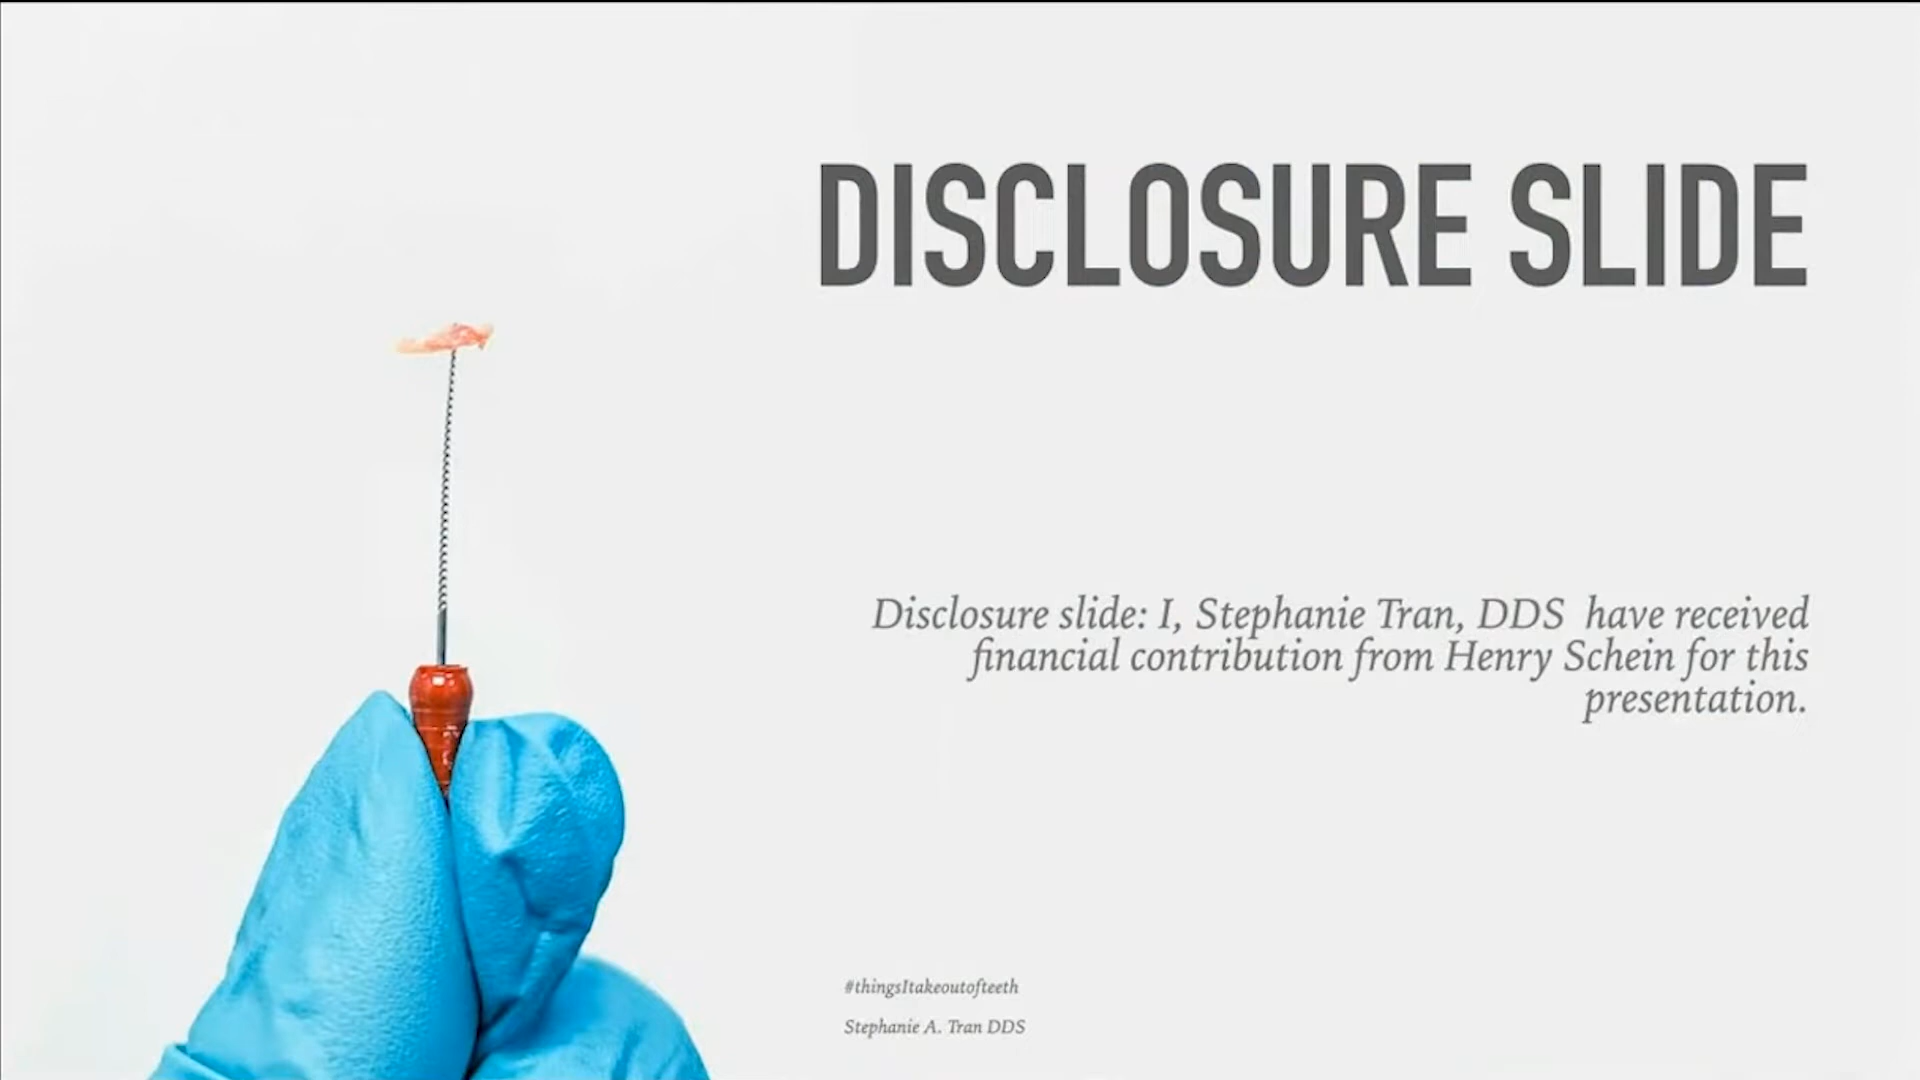 DISCLOSURE SLIDE
Disclosure slide: I, Stephanie Tran, DDS  have received
financial contribution from Henry Schein for this
presentation.
#thingsItakeoutofteeth
Stephanie A. Tran DDS